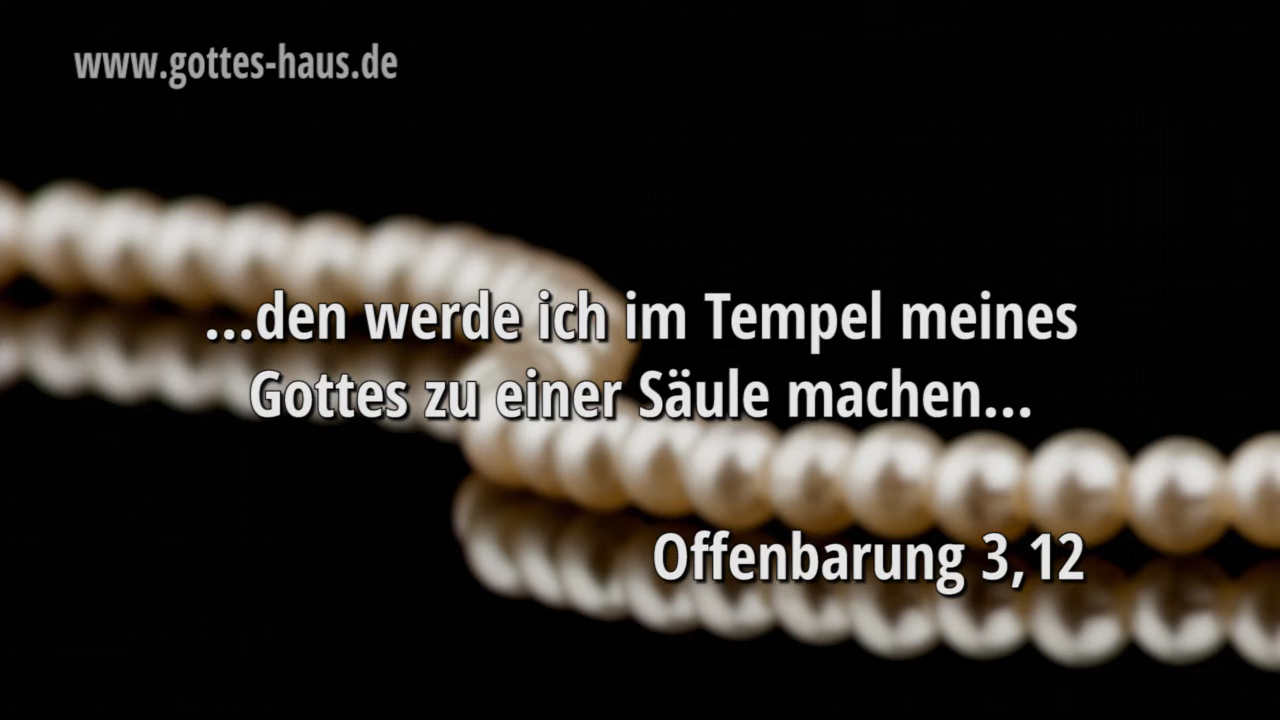 www.gottes-haus.de
...den werde ich im Tempel meines
Gottes zu einer Säule machen...
Offenbarung 3,12